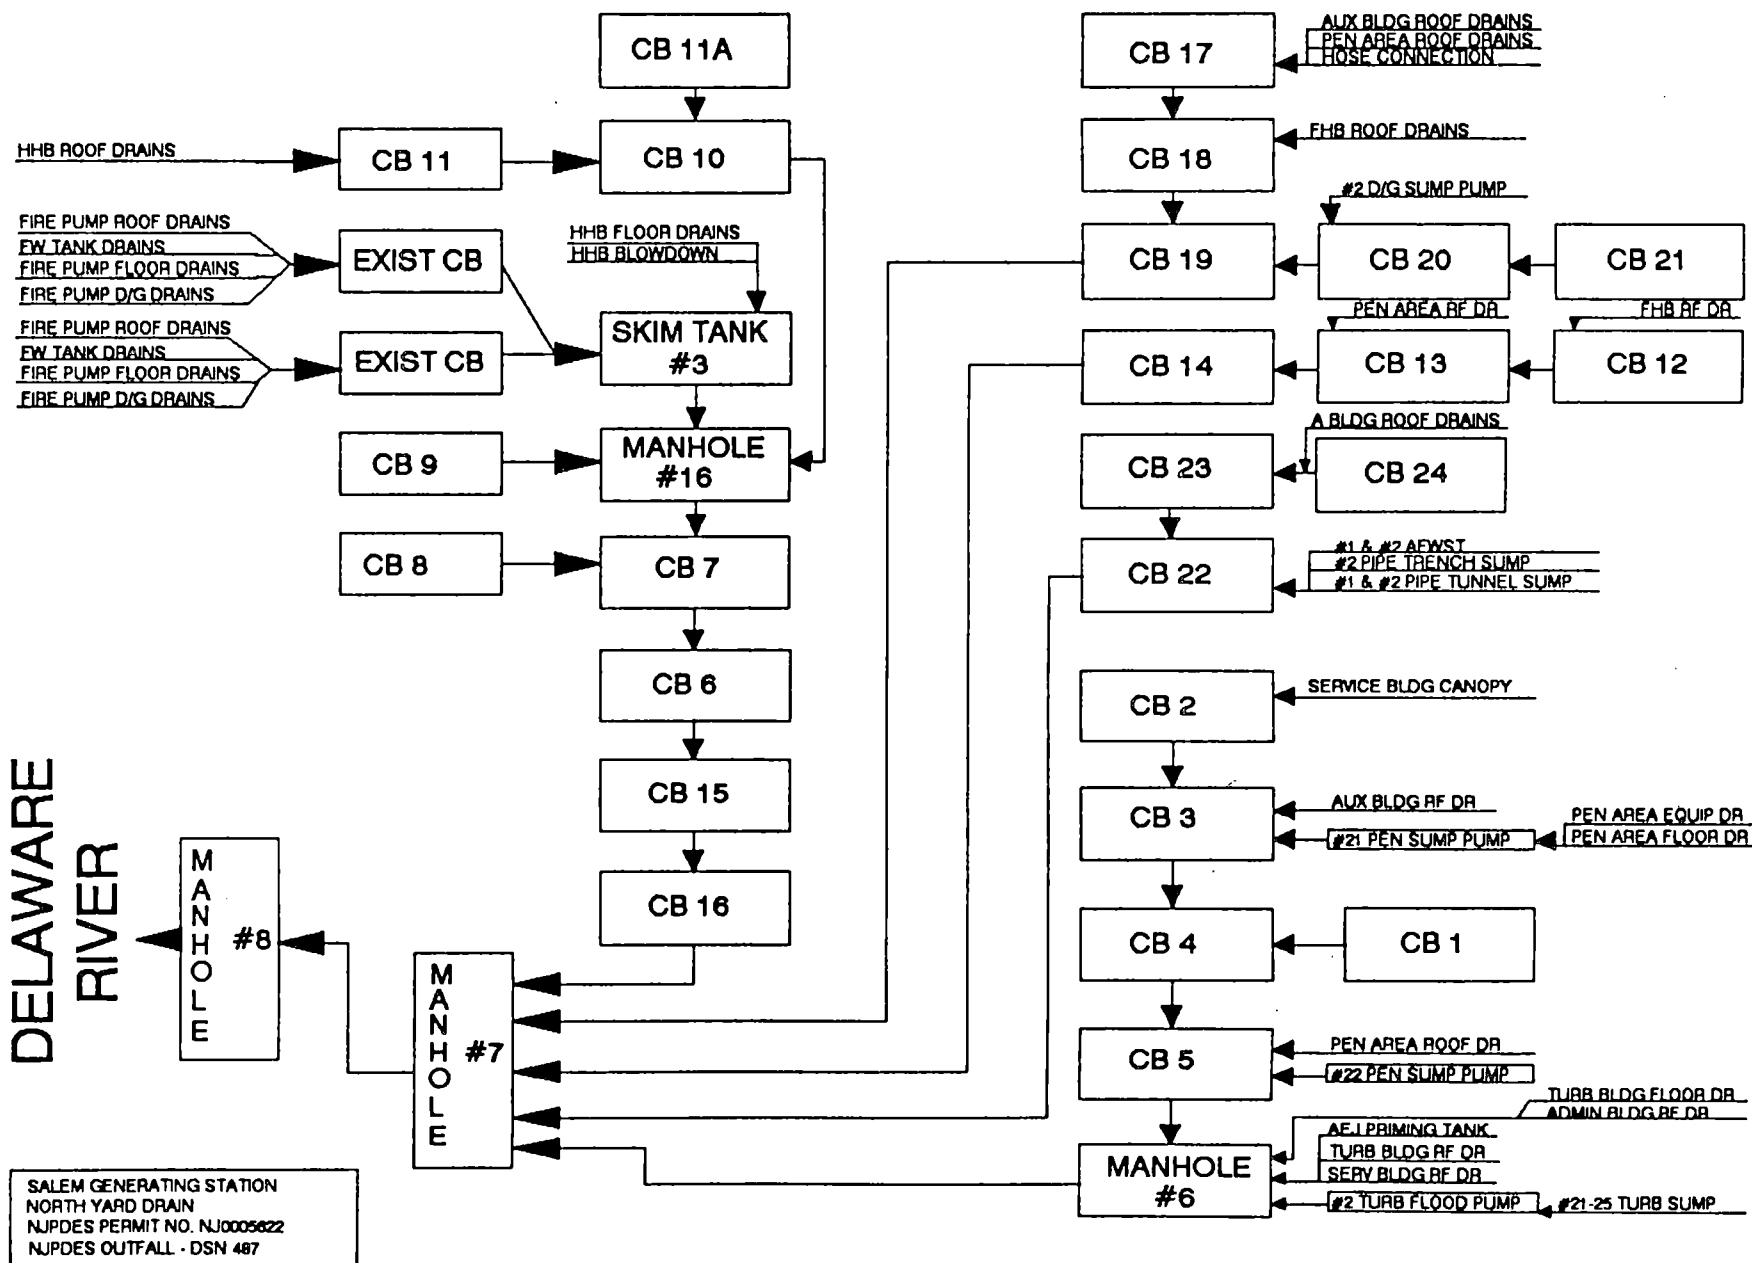 CB 11A
HHB ROOF DRAINS
CB 11
CB 10
FIRE PUMP ROOF DRAINS
FW TANK DRAINS
FIRE PUMP FLOOR DRAINS
FIRE PUMP D/G DRAINS
EXIST CB
HHB FLOOR DRAINS
HHB BLOWDOWN
FIRE PUMP ROOF DRAINS
FW TANK DRAINS
FIRE PUMP FLOOR DRAINS
FIRE PUMP D/G DRAINS
EXIST CB
SKIM TANK
#3
CB 9
MANHOLE
#16
CB 8
CB 7
CB 6
CB 15
CB 16
CB 17
AUX BLDG ROOF DRAINS
PEN AREA ROOF DRAINS
HOSE CONNECTION
CB 18
FHB ROOF DRAINS
#2 D/G SUMP PUMP
CB 19
CB 20
CB 21
PEN AREA RF DR
FHB RF DR
CB 14
CB 13
CB 12
A BLDG ROOF DRAINS
CB 23
CB 24
CB 22
#1 & #2 AFWST
#2 PIPE TRENCH SUMP
#1 & #2 PIPE TUNNEL SUMP
CB 2
SERVICE BLDG CANOPY
CB 3
AUX BLDG RF DR
#21 PEN SUMP PUMP
PEN AREA EQUIP DR
PEN AREA FLOOR DR
CB 4
CB 1
CB 5
PEN AREA ROOF DR
#22 PEN SUMP PUMP
TURB BLDG FLOOR DR
ADMIN BLDG RF DR
MANHOLE
#6
AEJ PRIMING TANK
TURB BLDG RF DR
SERV BLDG RF DR
#2 TURB FLOOD PUMP
#21-25 TURB SUMP
MANHOLE
#7
MANHOLE
#8
DELAWARE
RIVER
SALEM GENERATING STATION
NORTH YARD DRAIN
NJPDES PERMIT NO. NJ0005622
NJPDES OUTFALL - DSN 487